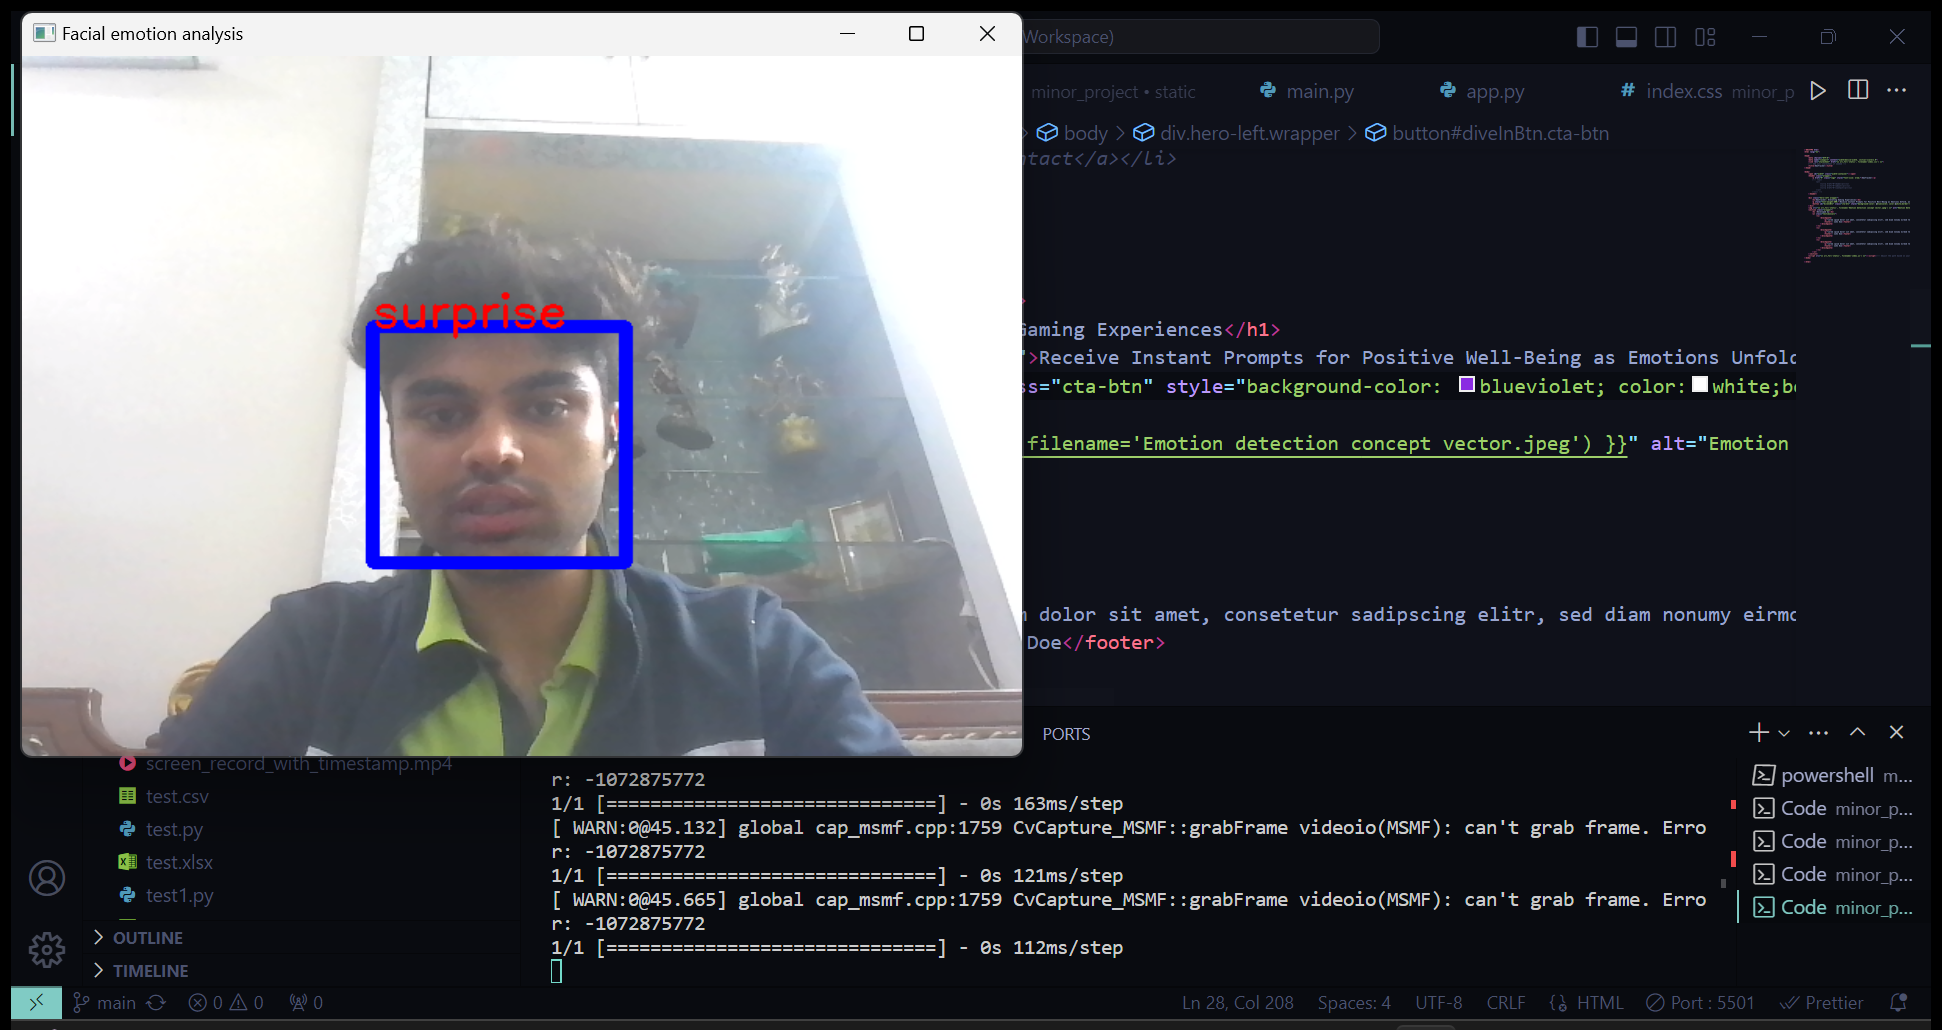 Facial emotion analysis
Workspace)
minor_project • static
main.py
app.py
# index.css minor_p
body
div.hero-left.wrapper
button#diveInBtn.cta-btn
ntact</a></li>
>
Gaming Experiences</h1>
">Receive Instant Prompts for Positive Well-Being as Emotions Unfold
ss="cta-btn" style="background-color: blueviolet; color: white;bo
filename='Emotion detection concept vector.jpeg') }}" alt="Emotion
surprise
m dolor sit amet, consetetur sadipscing elitr, sed diam nonumy eirmo
Doe</footer>
PORTS
screen_record_with_timestamp.mp4
test.csv
test.py
test.xlsx
test1.py
OUTLINE
TIMELINE
r: -1072875772
1/1 [==============================] - 0s 163ms/step
[ WARN:0@45.132] global cap_msmf.cpp:1759 CvCapture_MSMF::grabFrame videoio(MSMF): can't grab frame. Erro
r: -1072875772
1/1 [==============================] - 0s 121ms/step
[ WARN:0@45.665] global cap_msmf.cpp:1759 CvCapture_MSMF::grabFrame videoio(MSMF): can't grab frame. Erro
r: -1072875772
1/1 [==============================] - 0s 112ms/step
powershell m...
Code minor_p...
Code minor_p...
Code minor_p...
Code minor_p...
main 0 0 0 Ln 28, Col 208 Spaces: 4 UTF-8 CRLF HTML Port : 5501 Prettier